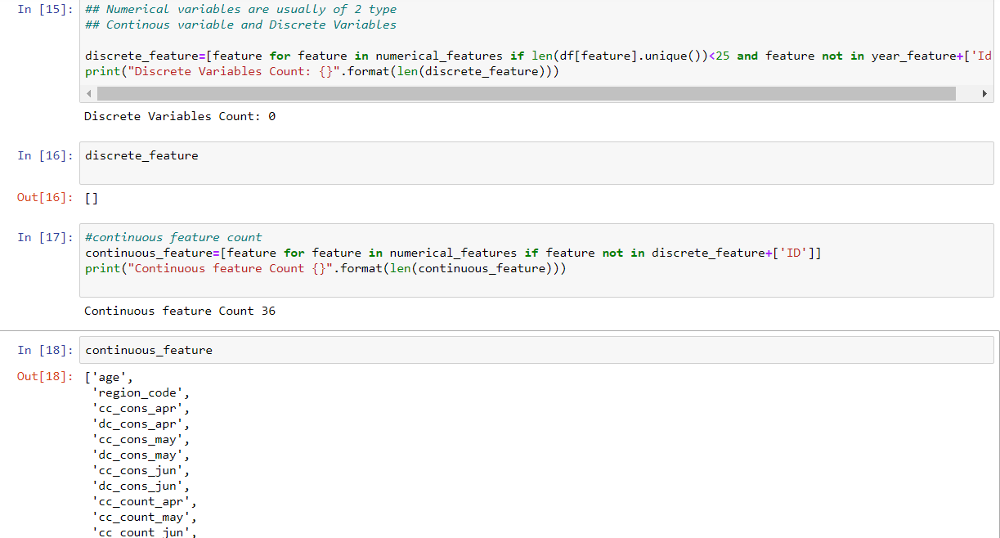 In [15]: ## Numerical variables are usually of 2 type
## Continous variable and Discrete Variables
discrete_feature=[feature for feature in numerical_features if len(df[feature].unique())<25 and feature not in year_feature+['Id
print("Discrete Variables Count: {}".format(len(discrete_feature)))
Discrete Variables Count: 0
In [16]: discrete_feature
Out[16]: []
In [17]: #continuous feature count
continuous_feature=[feature for feature in numerical_features if feature not in discrete_feature+['ID']]
print("Continuous feature Count {}".format(len(continuous_feature)))
Continuous feature Count 36
In [18]: continuous_feature
Out[18]: ['age',
'region_code',
'cc_cons_apr',
'dc_cons_apr',
'cc_cons_may',
'dc_cons_may',
'cc_cons_jun',
'dc_cons_jun',
'cc_count_apr',
'cc_count_may',
'cc_count_jun',